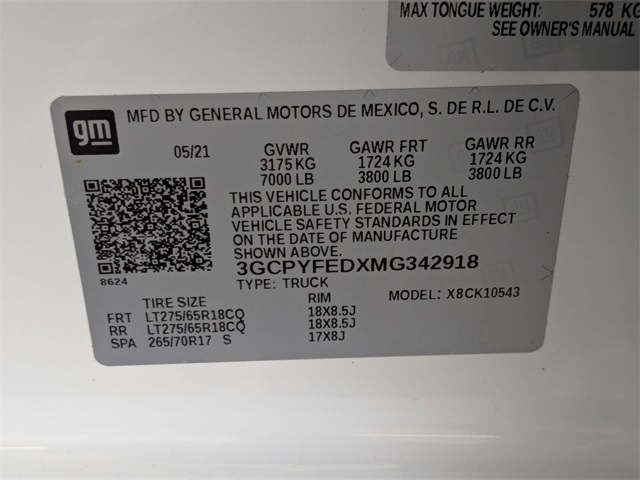 MAX TONGUE WEIGHT: 578 KG
SEE OWNER'S MANUAL
gm
MFD BY GENERAL MOTORS DE MEXICO, S. DE R.L. DE C.V.
05/21 GVWR GAWR FRT GAWR RR
3175 KG 1724 KG 1724 KG
7000 LB 3800 LB 3800 LB
THIS VEHICLE CONFORMS TO ALL
APPLICABLE U.S. FEDERAL MOTOR
VEHICLE SAFETY STANDARDS IN EFFECT
ON THE DATE OF MANUFACTURE
SHOWN ABOVE.
3GCPYFEDXMG342918
8624
TYPE: TRUCK MODEL: X8CK10543
TIRE SIZE RIM
FRT LT275/65R18CQ 18X8.5J
RR LT275/65R18CQ 18X8.5J
SPA 265/70R17 S 17X8J